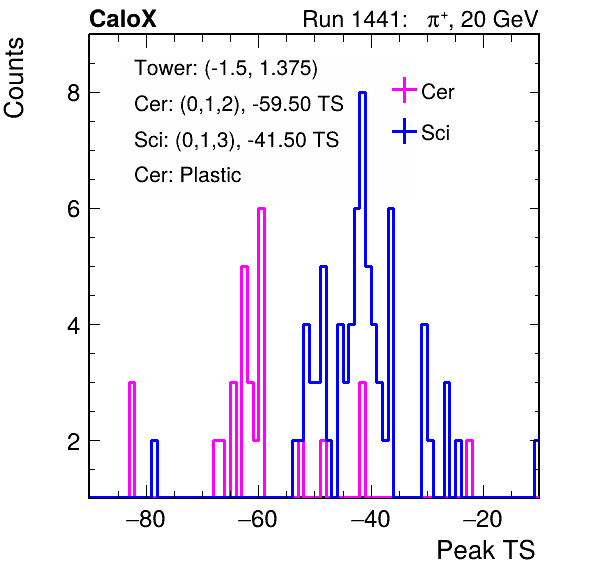 CaloX Run 1441: π⁺, 20 GeV
Counts
Tower: (-1.5, 1.375)
Cer: (0,1,2), -59.50 TS
Sci: (0,1,3), -41.50 TS
Cer: Plastic
Cer
Sci
8
6
4
2
−80 −60 −40 −20
Peak TS